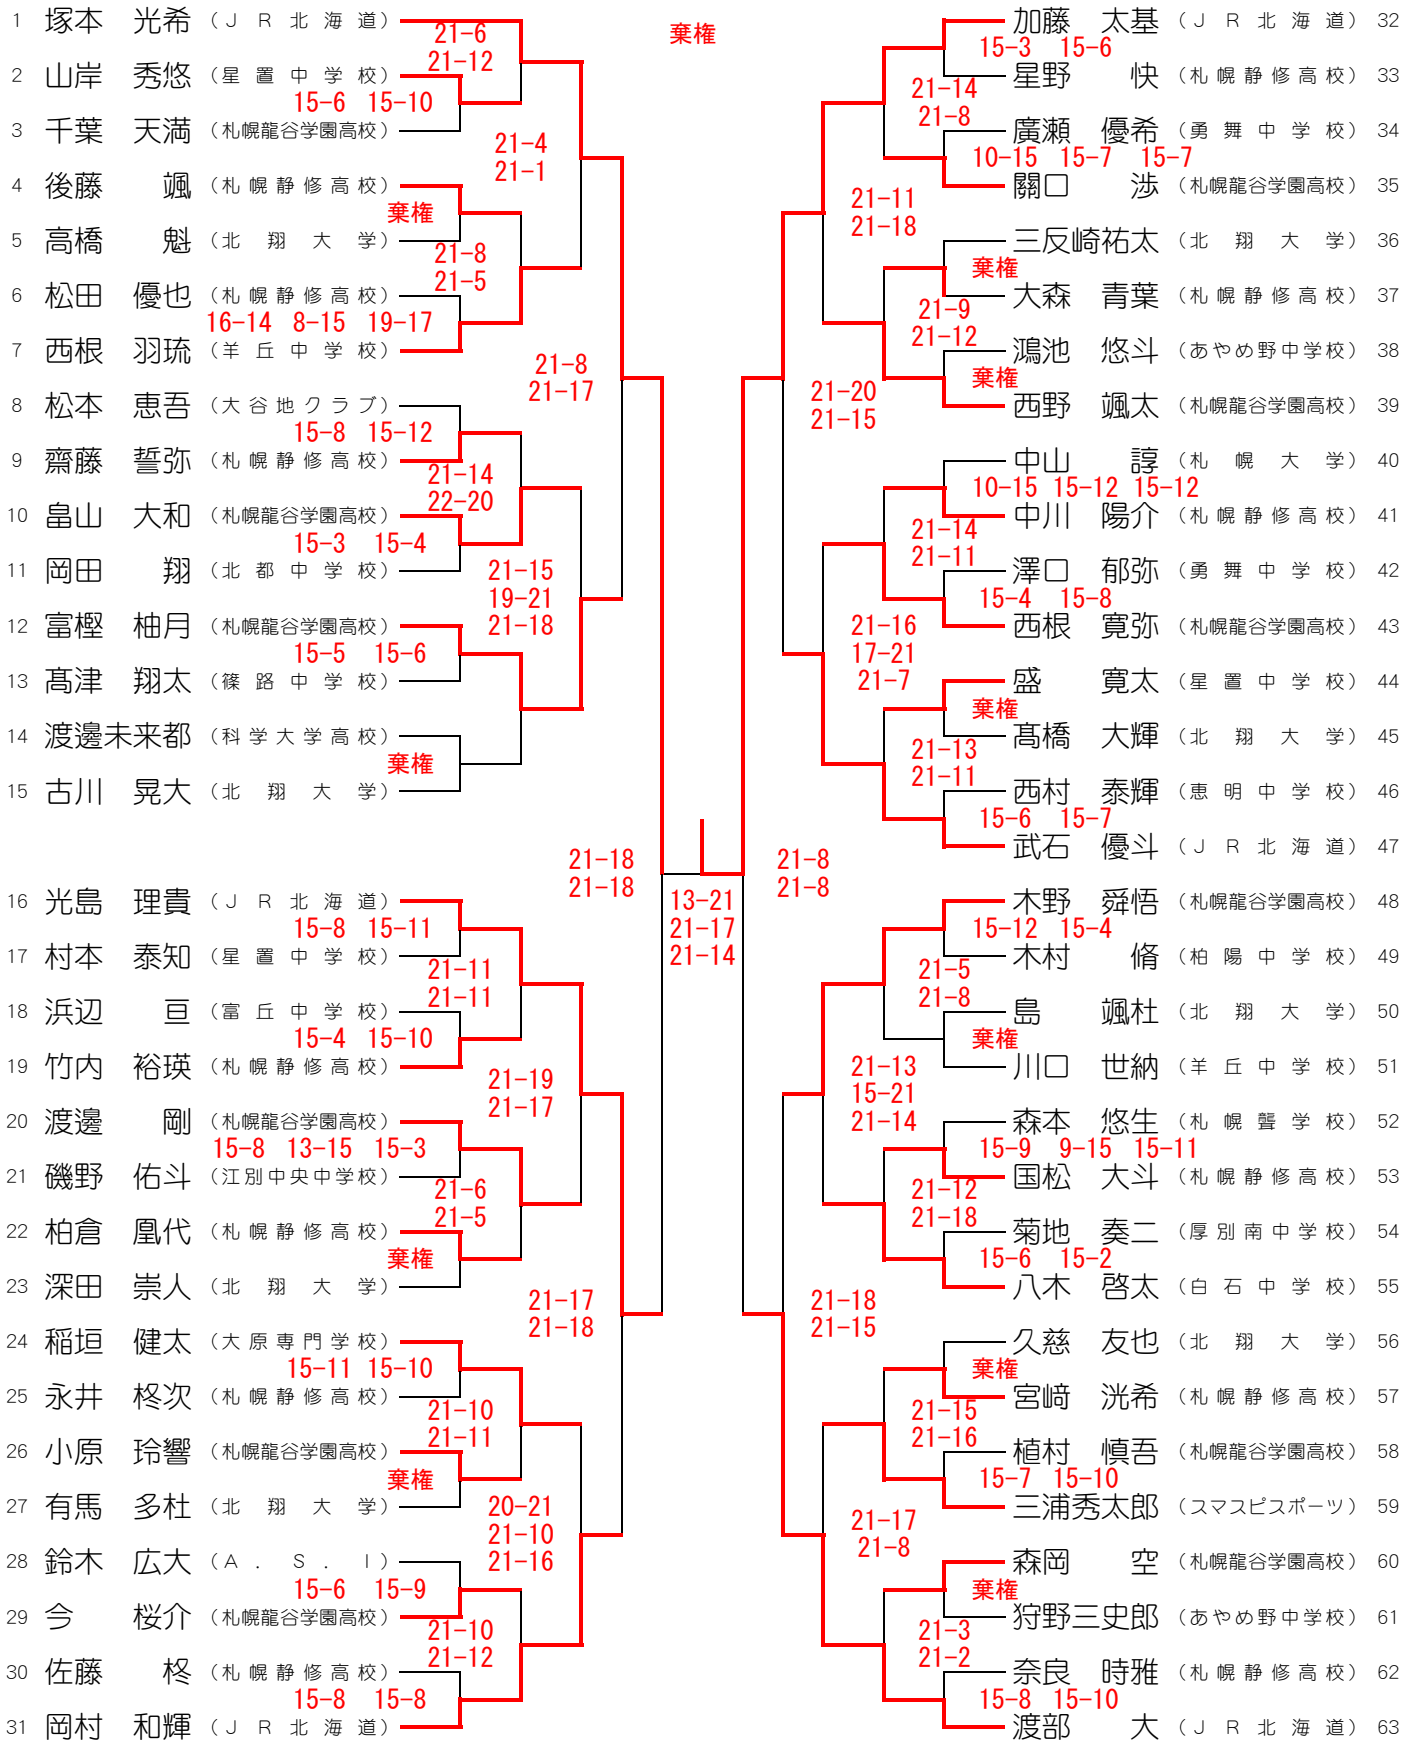 棄権
1 塚本 光希 (JR北海道)
21-6
21-12
2 山岸 秀悠 (星置中学校)
15-6 15-10
3 千葉 天満 (札幌龍谷学園高校)
21-4
21-1
4 後藤 颯 (札幌静修高校)
棄権
5 高橋 魁 (北翔大学)
21-8
21-5
6 松田 優也 (札幌静修高校)
16-14 8-15 19-17
7 西根 羽琉 (羊丘中学校)
21-8
21-17
8 松本 恵吾 (大谷地クラブ)
15-8 15-12
9 齋藤 誓弥 (札幌静修高校)
21-14
22-20
10 畠山 大和 (札幌龍谷学園高校)
15-3 15-4
11 岡田 翔 (北都中学校)
21-15
19-21
21-18
12 富樫 柚月 (札幌龍谷学園高校)
15-5 15-6
13 髙津 翔太 (篠路中学校)
14 渡邊未来都 (科学大学高校)
棄権
15 古川 晃大 (北翔大学)
21-18
21-18
16 光島 理貴 (JR北海道)
15-8 15-11
17 村本 泰知 (星置中学校)
21-11
21-11
18 浜辺 亘 (富丘中学校)
15-4 15-10
19 竹内 裕瑛 (札幌静修高校)
21-19
21-17
20 渡邊 剛 (札幌龍谷学園高校)
15-8 13-15 15-3
21 磯野 佑斗 (江別中央中学校)
21-6
21-5
22 柏倉 凰代 (札幌静修高校)
棄権
23 深田 崇人 (北翔大学)
21-17
21-18
24 稲垣 健太 (大原専門学校)
15-11 15-10
25 永井 柊次 (札幌静修高校)
21-10
21-11
26 小原 玲響 (札幌龍谷学園高校)
棄権
27 有馬 多杜 (北翔大学)
20-21
21-10
21-16
28 鈴木 広大 (A.S.I)
15-6 15-9
29 今 桜介 (札幌龍谷学園高校)
21-10
21-12
30 佐藤 柊 (札幌静修高校)
15-8 15-8
31 岡村 和輝 (JR北海道)
13-21
21-17
21-14
加藤 太基 (JR北海道) 32
15-3 15-6
星野 快 (札幌静修高校) 33
21-14
21-8
廣瀬 優希 (勇舞中学校) 34
10-15 15-7 15-7
關口 渉 (札幌龍谷学園高校) 35
21-11
21-18
三反崎祐太 (北翔大学) 36
棄権
大森 青葉 (札幌静修高校) 37
21-9
21-12
鴻池 悠斗 (あやめ野中学校) 38
棄権
西野 颯太 (札幌龍谷学園高校) 39
21-20
21-15
中山 諄 (札幌大学) 40
10-15 15-12 15-12
中川 陽介 (札幌静修高校) 41
21-14
21-11
澤口 郁弥 (勇舞中学校) 42
15-4 15-8
西根 寛弥 (札幌龍谷学園高校) 43
21-16
17-21
21-7
盛 寛太 (星置中学校) 44
棄権
髙橋 大輝 (北翔大学) 45
21-13
21-11
西村 泰輝 (恵明中学校) 46
15-6 15-7
武石 優斗 (JR北海道) 47
21-8
21-8
木野 舜悟 (札幌龍谷学園高校) 48
15-12 15-4
木村 脩 (柏陽中学校) 49
21-5
21-8
島 颯杜 (北翔大学) 50
棄権
川口 世納 (羊丘中学校) 51
21-13
15-21
21-14
森本 悠生 (札幌聾学校) 52
15-9 9-15 15-11
国松 大斗 (札幌静修高校) 53
21-12
21-18
菊地 奏二 (厚別南中学校) 54
15-6 15-2
八木 啓太 (白石中学校) 55
21-18
21-15
久慈 友也 (北翔大学) 56
棄権
宮﨑 洸希 (札幌静修高校) 57
21-15
21-16
植村 慎吾 (札幌龍谷学園高校) 58
15-7 15-10
三浦秀太郎 (スマスピスポーツ) 59
21-17
21-8
森岡 空 (札幌龍谷学園高校) 60
棄権
狩野三史郎 (あやめ野中学校) 61
21-3
21-2
奈良 時雅 (札幌静修高校) 62
15-8 15-10
渡部 大 (JR北海道) 63